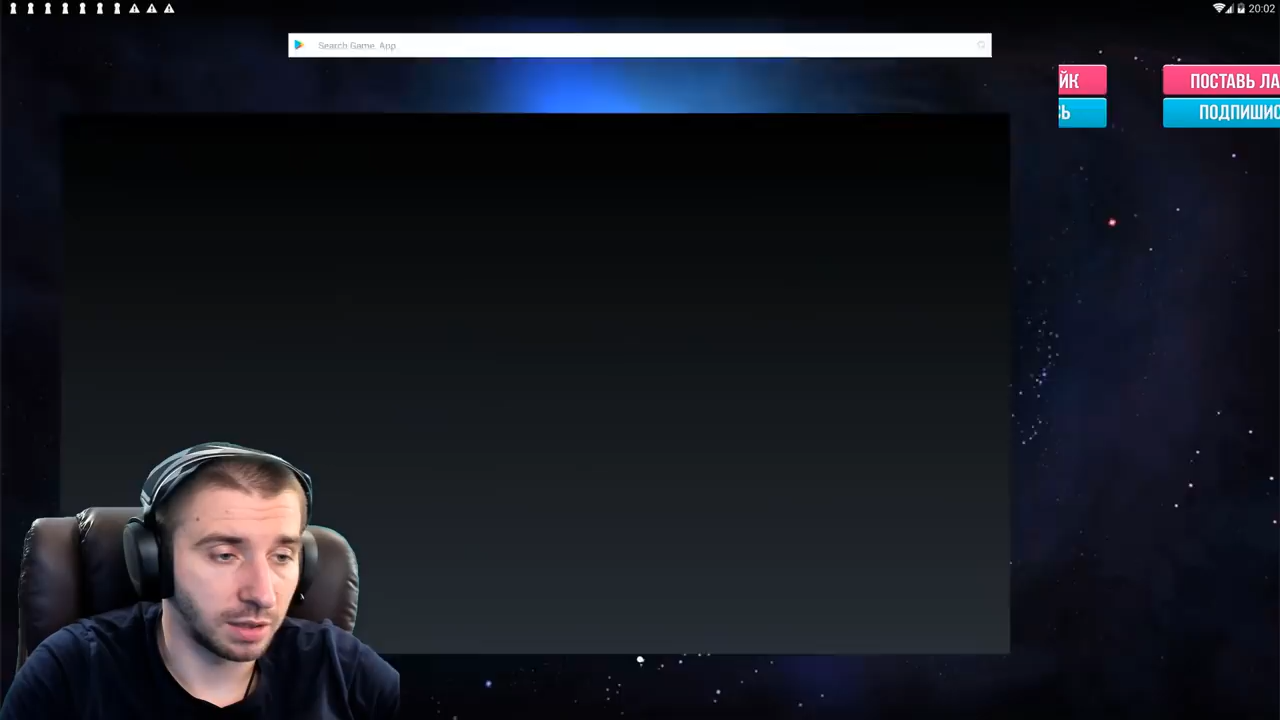 20:02
Search Game, App
ЙК
Ь
ПОСТАВЬ ЛА
ПОДПИШИС